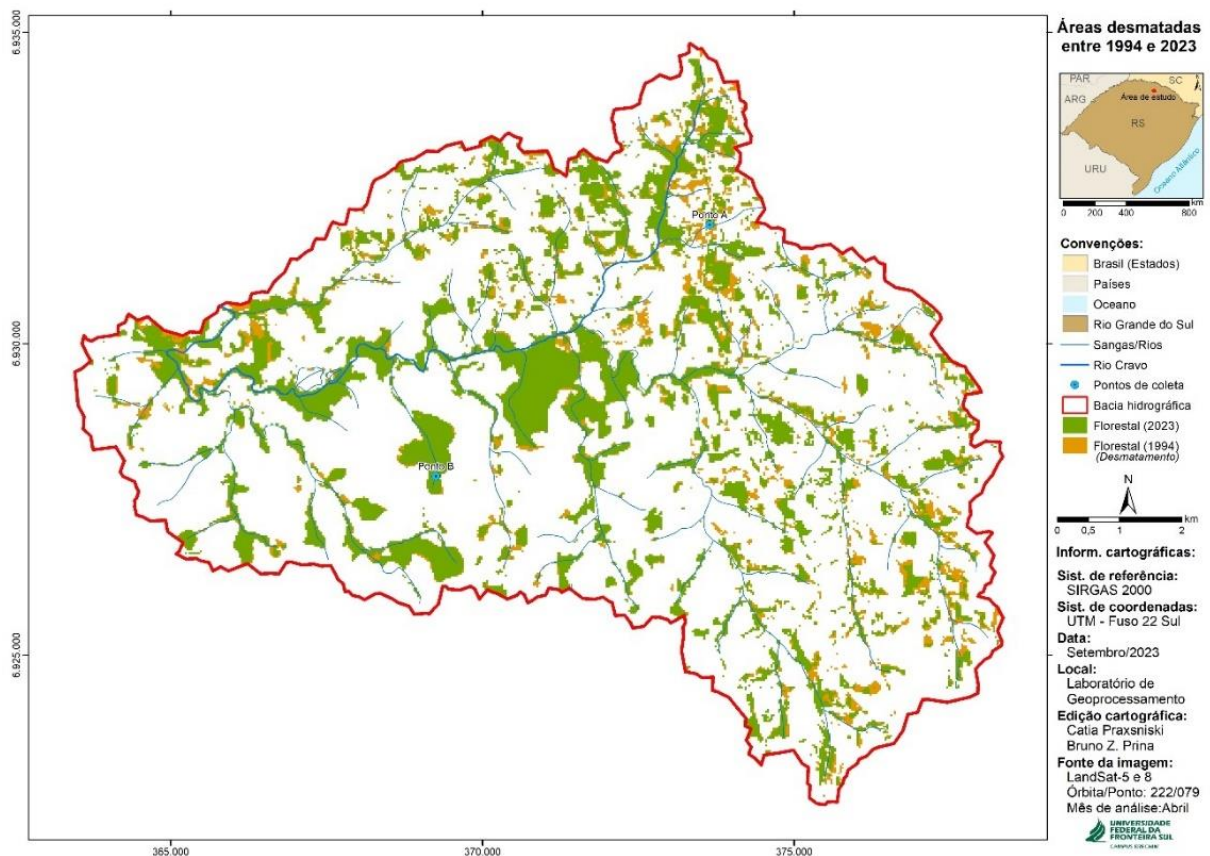 Áreas desmatadas
entre 1994 e 2023
PAR
SC
N
ARG
Área de estudo
RS
URU
Oceano Atlântico
km
0 200 400 800
Convenções:
Brasil (Estados)
Países
Oceano
Rio Grande do Sul
Sangas/Rios
Rio Cravo
Pontos de coleta
Bacia hidrográfica
Florestal (2023)
Florestal (1994)
(Desmatamento)
N
km
0 0,5 1 2
Inform. cartográficas:
Sist. de referência:
SIRGAS 2000
Sist. de coordenadas:
UTM - Fuso 22 Sul
Data:
Setembro/2023
Local:
Laboratório de
Geoprocessamento
Edição cartográfica:
Catia Praxsniski
Bruno Z. Prina
Fonte da imagem:
LandSat-5 e 8
Órbita/Ponto: 222/079
Mês de análise:Abril
UNIVERSIDADE
FEDERAL DA
FRONTEIRA SUL
6.935.000
6.930.000
6.925.000
Ponto A
Ponto B
365.000
370.000
375.000